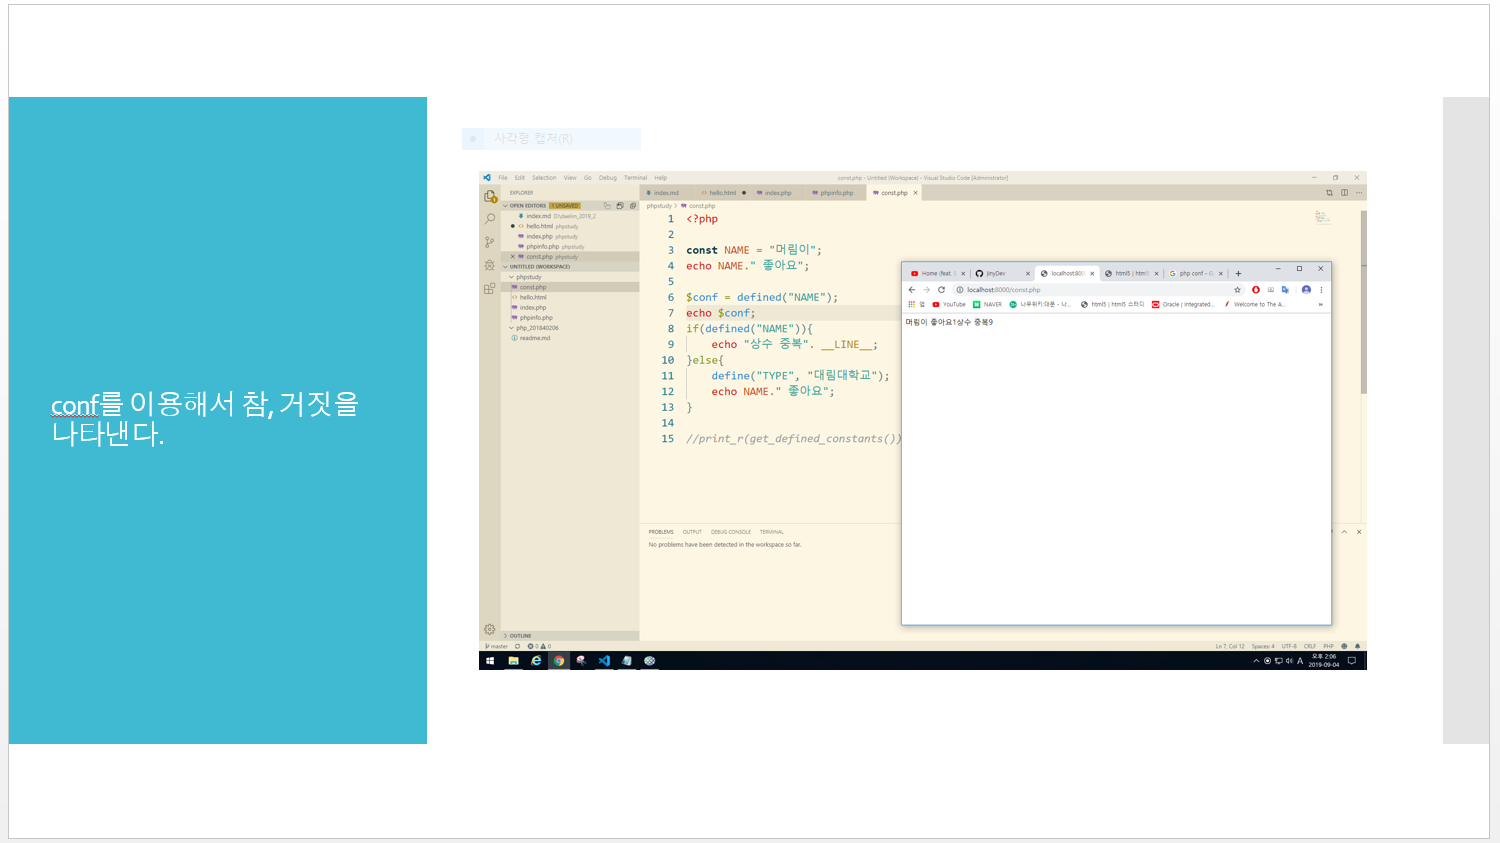 conf를 이용해서 참, 거짓을
나타낸다.
사각형 캡처(R)
File Edit Selection View Go Debug Terminal Help
const.php - Untitled (Workspace) - Visual Studio Code [Administrator]
EXPLORER
index.md hello.html index.php phpinfo.php const.php
OPEN EDITORS 1 UNSAVED
index.md D:\daelim_2019_2
hello.html phpstudy
index.php phpstudy
phpinfo.php phpstudy
const.php phpstudy
UNTITLED (WORKSPACE)
phpstudy
const.php
hello.html
index.php
phpinfo.php
php_201840206
readme.md
OUTLINE
phpstudy > const.php
1 <?php
2
3 const NAME = "머림이";
4 echo NAME." 좋아요";
5
6 $conf = defined("NAME");
7 echo $conf;
8 if(defined("NAME")){
9 echo "상수 중복". __LINE__;
10 }else{
11 define("TYPE", "대림대학교");
12 echo NAME." 좋아요";
13 }
14
15 //print_r(get_defined_constants())
PROBLEMS OUTPUT DEBUG CONSOLE TERMINAL
No problems have been detected in the workspace so far.
Home (feat. S jinyDev localhost:800 html5 | html5 html5 | html5 php conf - G
localhost:8000/const.php
앱 YouTube NAVER 나무위키:대문 - 나... html5 | html5 스터디 Oracle | Integrated... Welcome to The A...
머림이 좋아요1상수 중복9
master 0 0
Ln 7, Col 12 Spaces: 4 UTF-8 CRLF PHP
A 오후 2:06
2019-09-04